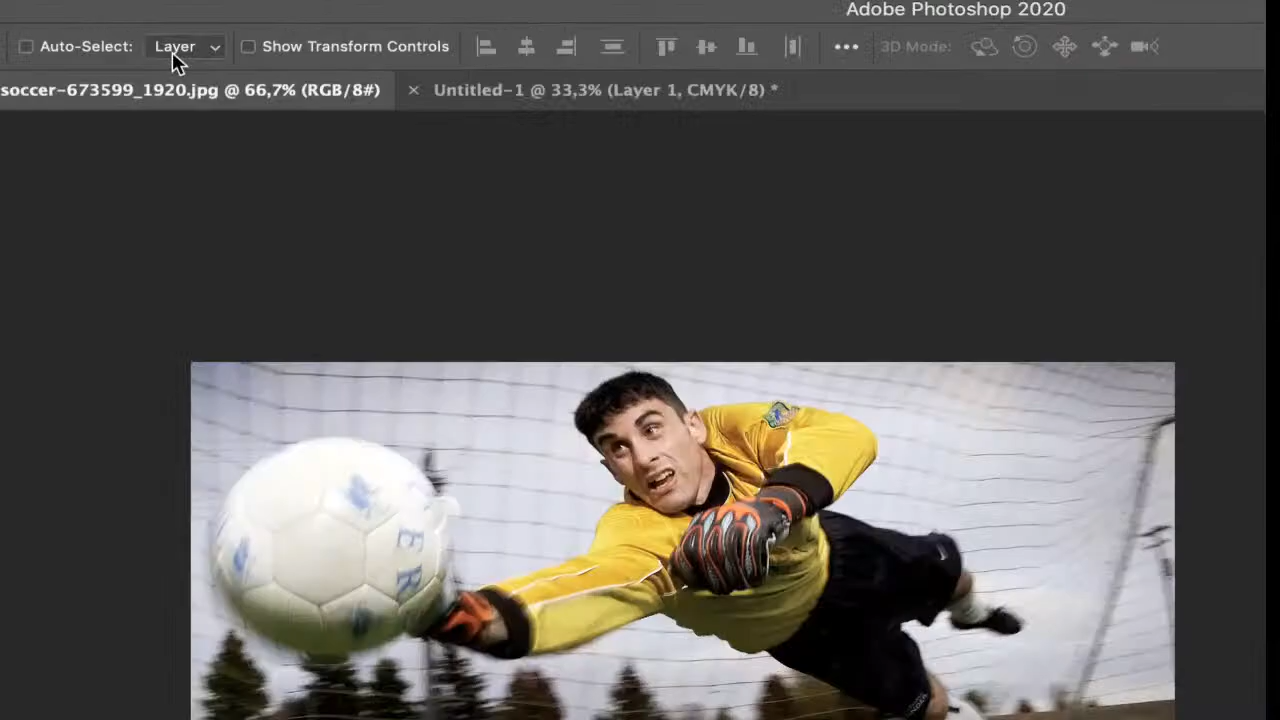 Adobe Photoshop 2020
Auto-Select: Layer Show Transform Controls ••• 3D Mode:
soccer-673599_1920.jpg @ 66,7% (RGB/8#) × Untitled-1 @ 33,3% (Layer 1, CMYK/8) *
E R